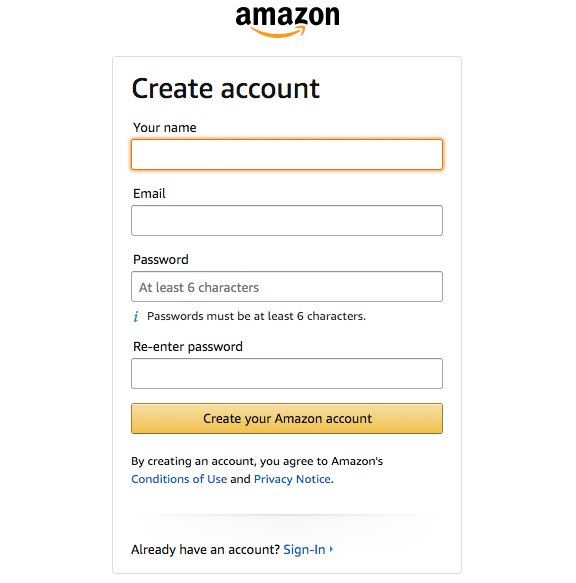 amazon
Create account
Your name
Email
Password
At least 6 characters
i Passwords must be at least 6 characters.
Re-enter password
Create your Amazon account
By creating an account, you agree to Amazon's
Conditions of Use and Privacy Notice.
Already have an account? Sign-In